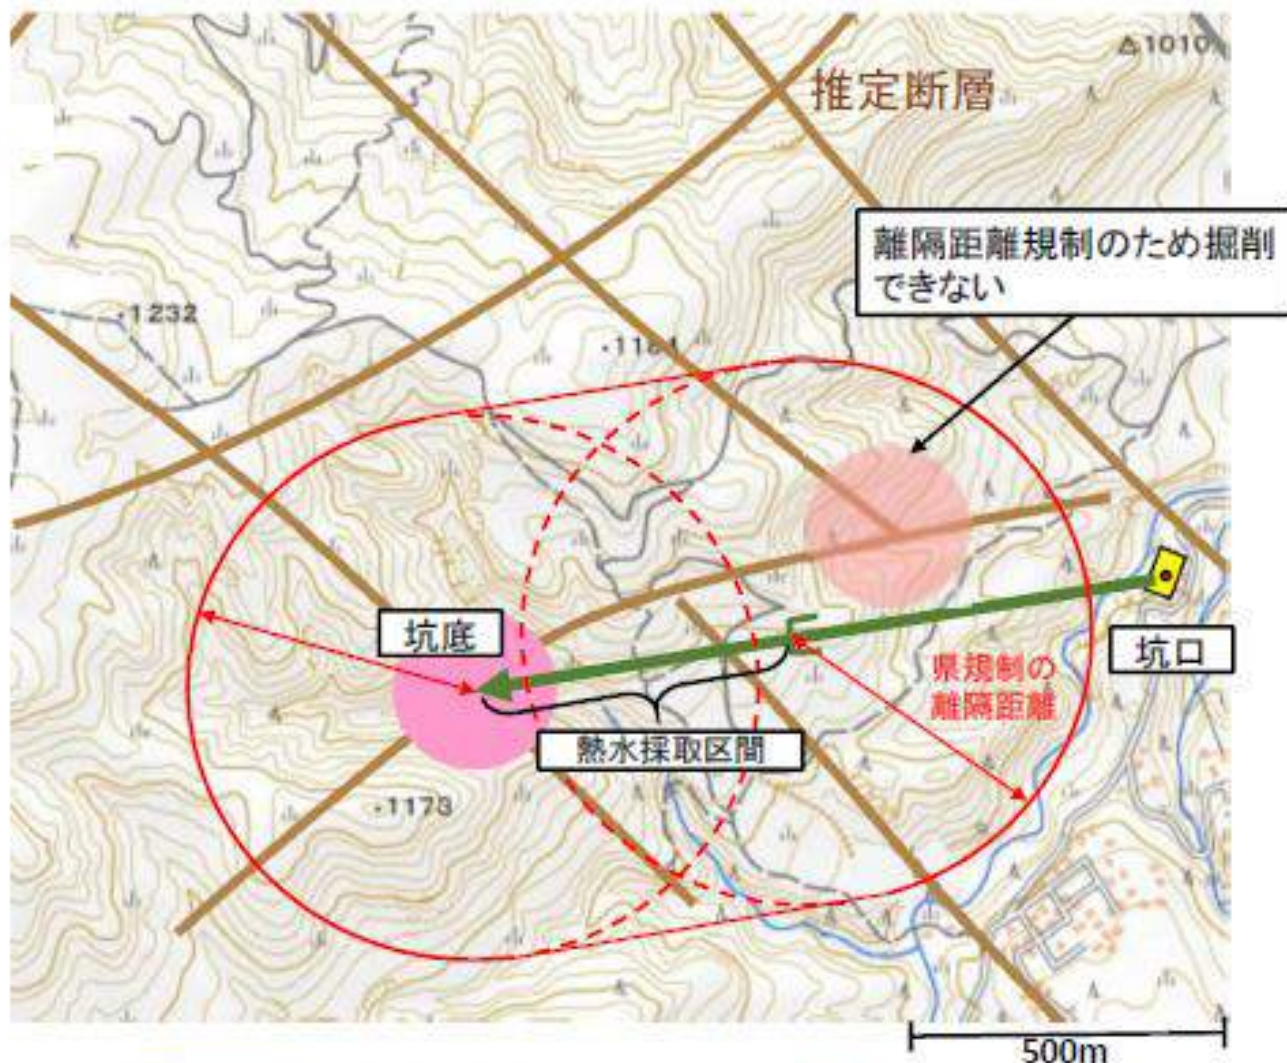 △1010
推定断層
離隔距離規制のため掘削
できない
・1232
坑底
坑口
県規制の
離隔距離
熱水採取区間
・1173
500m